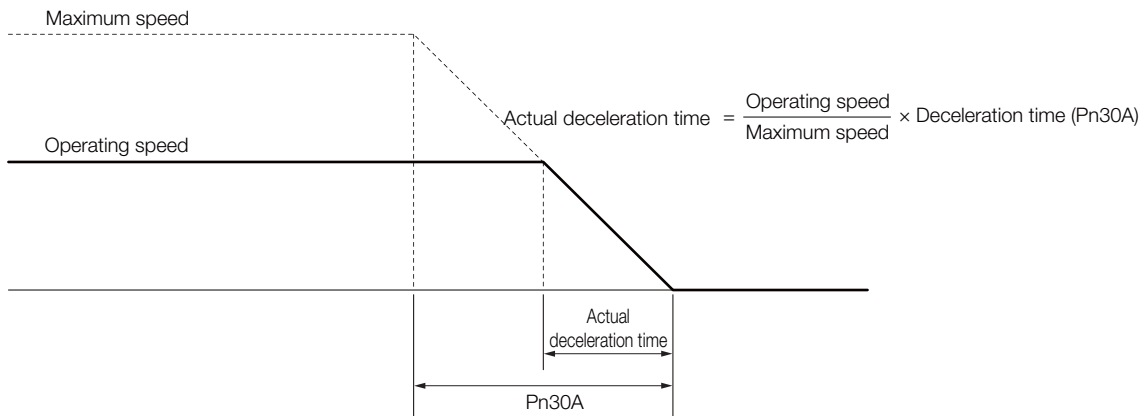 Maximum speed
Actual deceleration time = Operating speed / Maximum speed × Deceleration time (Pn30A)
Operating speed
Actual
deceleration time
Pn30A